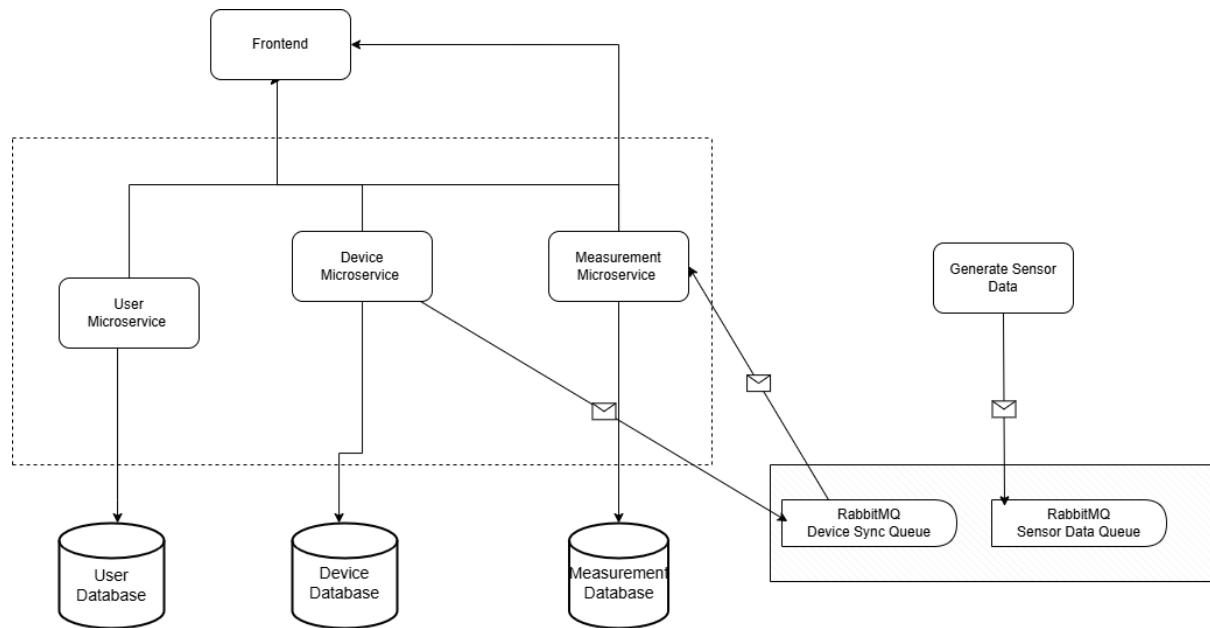 Frontend
Device
Microservice
Measurement
Microservice
Generate Sensor
Data
User
Microservice
RabbitMQ
Device Sync Queue
RabbitMQ
Sensor Data Queue
User
Database
Device
Database
Measurement
Database